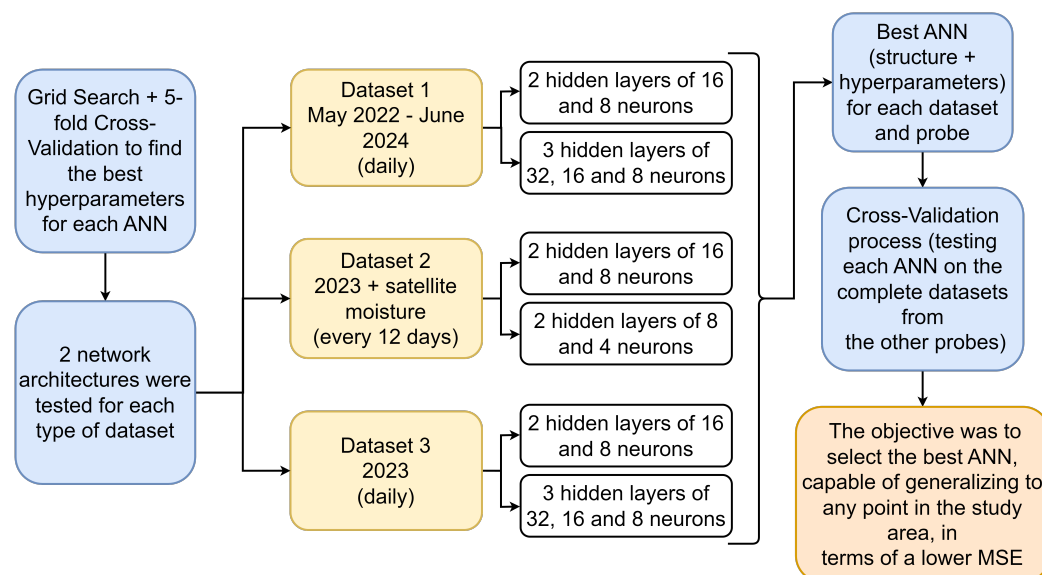 Grid Search + 5-
fold Cross-
Validation to find
the best
hyperparameters
for each ANN
2 network
architectures were
tested for each
type of dataset
Dataset 1
May 2022 - June
2024
(daily)
2 hidden layers of 16
and 8 neurons
3 hidden layers of
32, 16 and 8 neurons
Dataset 2
2023 + satellite
moisture
(every 12 days)
2 hidden layers of 16
and 8 neurons
2 hidden layers of 8
and 4 neurons
Dataset 3
2023
(daily)
2 hidden layers of 16
and 8 neurons
3 hidden layers of
32, 16 and 8 neurons
Best ANN
(structure +
hyperparameters)
for each dataset
and probe
Cross-Validation
process (testing
each ANN on the
complete datasets
from
the other probes)
The objective was to
select the best ANN,
capable of generalizing to
any point in the study
area, in
terms of a lower MSE